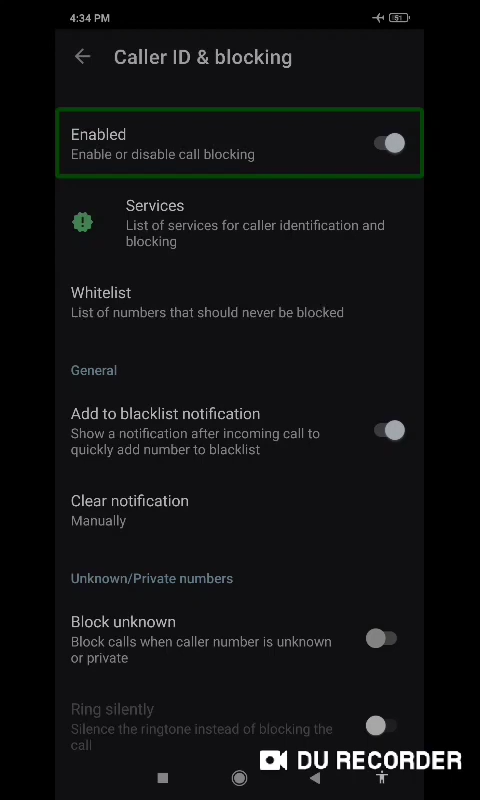 4:34 PM
51
Caller ID & blocking
Enabled
Enable or disable call blocking
Services
List of services for caller identification and
blocking
Whitelist
List of numbers that should never be blocked
General
Add to blacklist notification
Show a notification after incoming call to
quickly add number to blacklist
Clear notification
Manually
Unknown/Private numbers
Block unknown
Block calls when caller number is unknown
or private
Ring silently
Silence the ringtone instead of blocking the
call
DU RECORDER